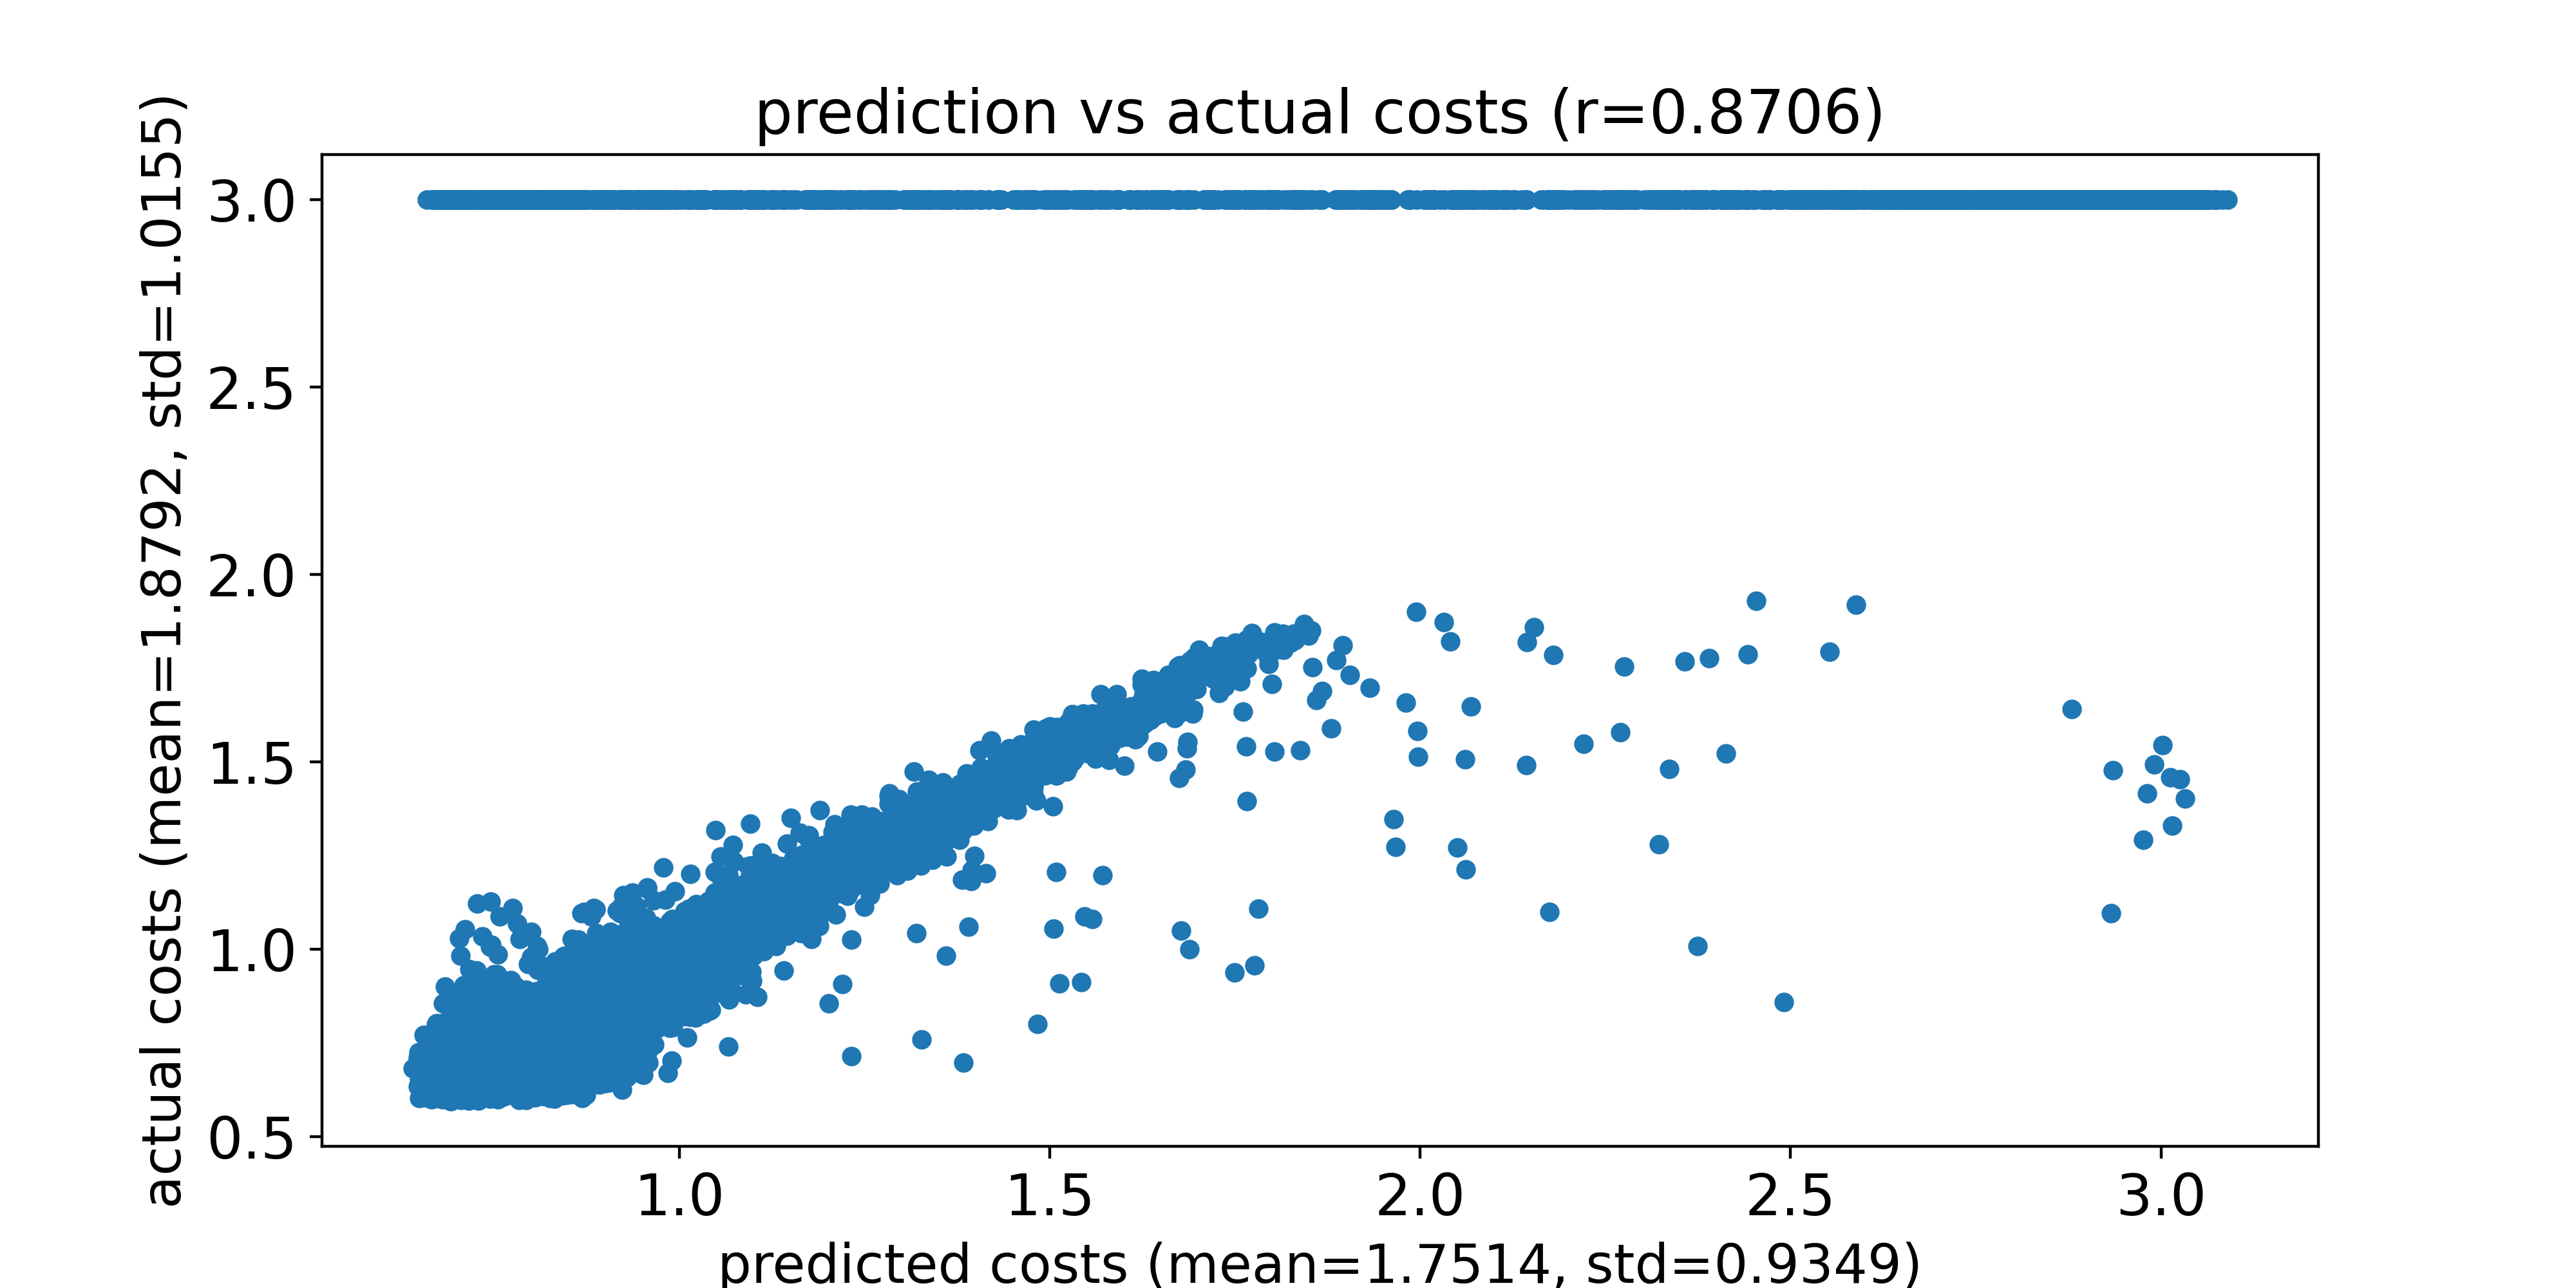 prediction vs actual costs (r=0.8706)
actual costs (mean=1.8792, std=1.0155)
3.0
2.5
2.0
1.5
1.0
0.5
1.0 1.5 2.0 2.5 3.0
predicted costs (mean=1.7514, std=0.9349)